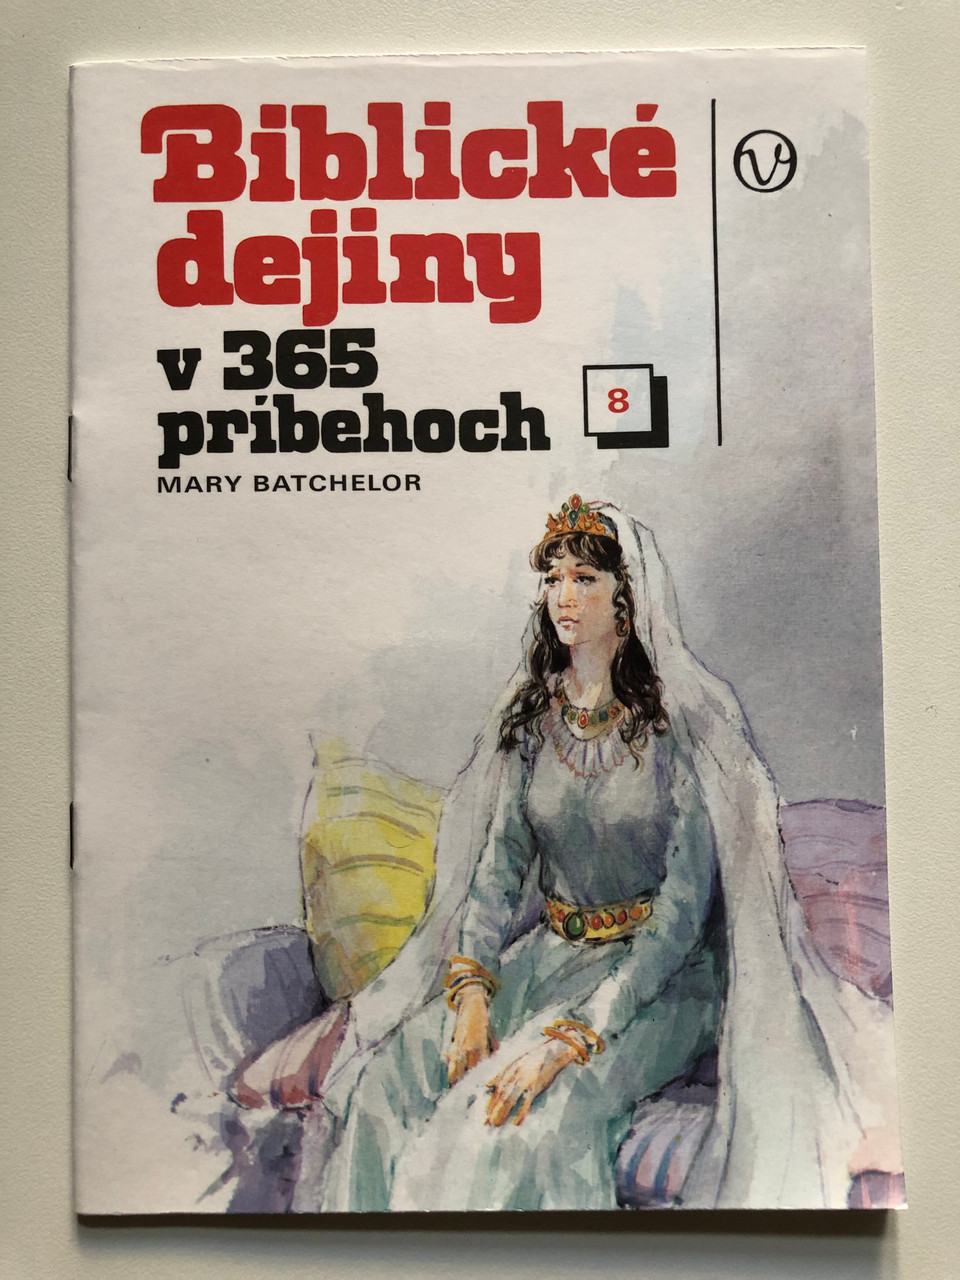 Biblické
dejiny
v 365
príbehoch
8
MARY BATCHELOR
V